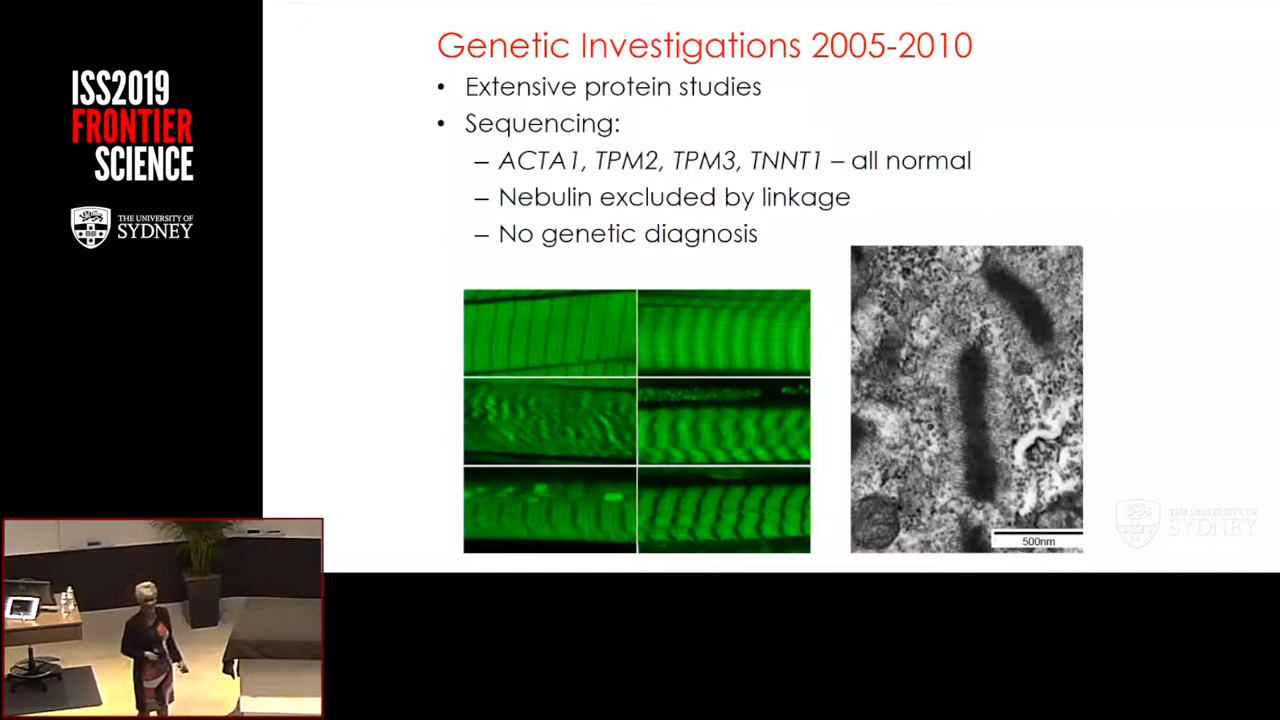 ISS2019
FRONTIER
SCIENCE
THE UNIVERSITY OF
SYDNEY
Genetic Investigations 2005-2010
• Extensive protein studies
• Sequencing:
– ACTA1, TPM2, TPM3, TNNT1 – all normal
– Nebulin excluded by linkage
– No genetic diagnosis
500nm
THE UNIVERSITY OF
SYDNEY